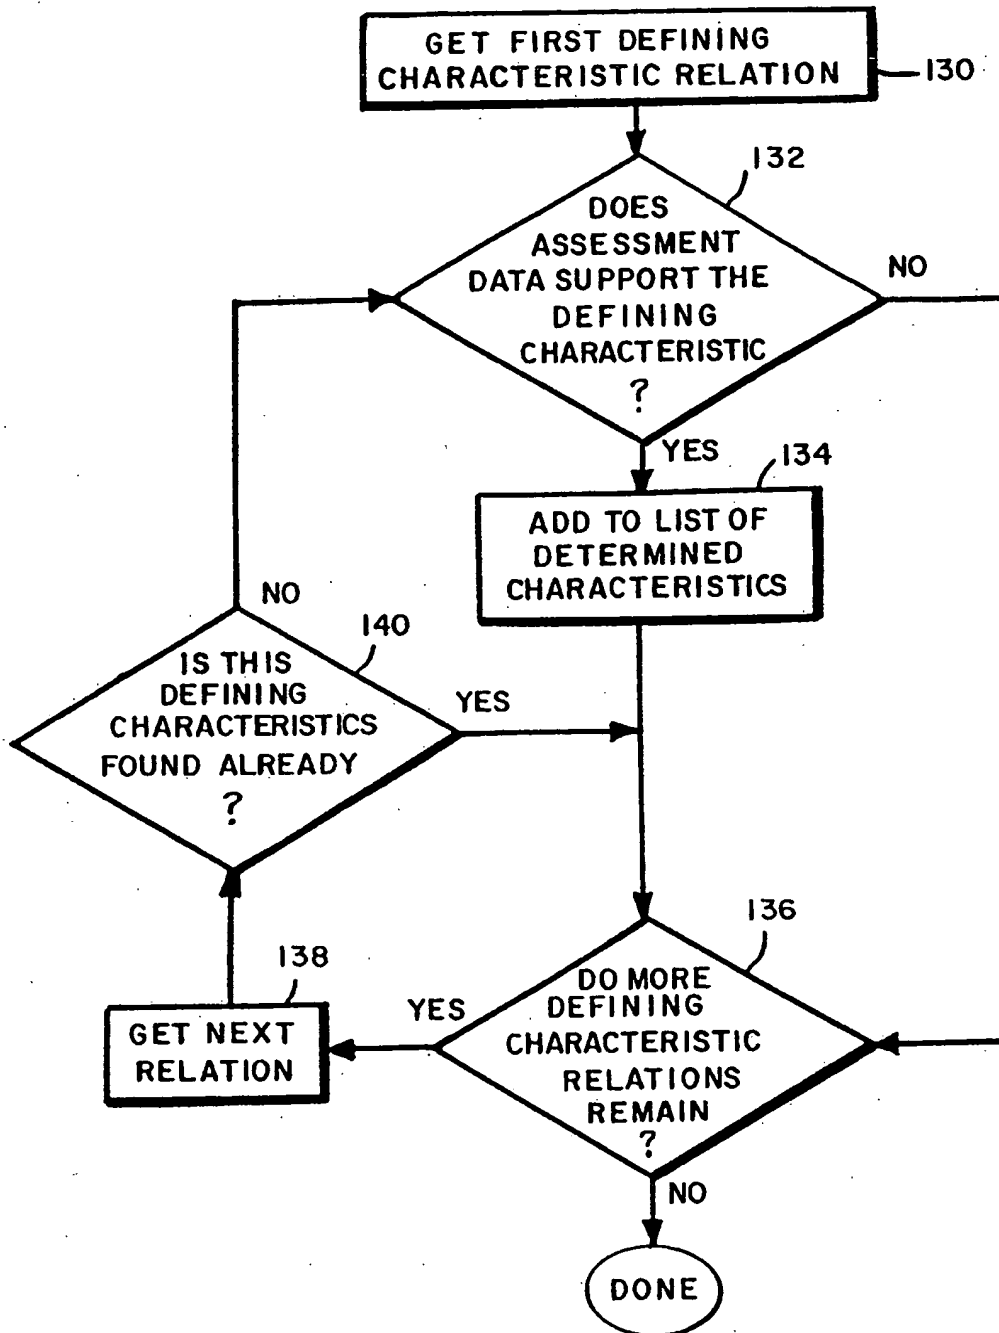 GET FIRST DEFINING
CHARACTERISTIC RELATION
130
132
DOES
ASSESSMENT
DATA SUPPORT THE
DEFINING
CHARACTERISTIC
?
NO
YES
134
ADD TO LIST OF
DETERMINED
CHARACTERISTICS
NO
140
IS THIS
DEFINING
CHARACTERISTICS
FOUND ALREADY
?
YES
136
DO MORE
DEFINING
CHARACTERISTIC
RELATIONS
REMAIN
?
YES
138
GET NEXT
RELATION
NO
DONE